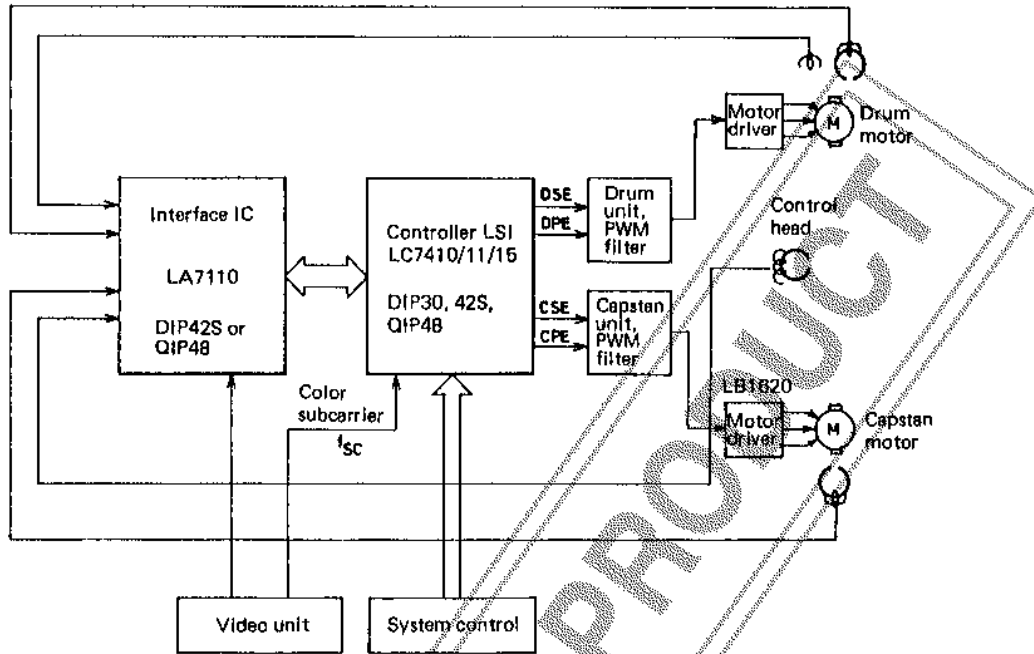 Motor
driver
M
Drum
motor
Interface IC
LA7110
DIP42S or
QIP48
Controller LSI
LC7410/11/15
DIP30, 42S,
QIP48
DSE
DPE
Drum
unit,
PWM
filter
Control
head
CSE
CPE
Capstan
unit,
PWM
filter
LB1620
Motor
driver
M
Capstan
motor
Color
subcarrier
fSC
Video unit
System control
PRODUCT